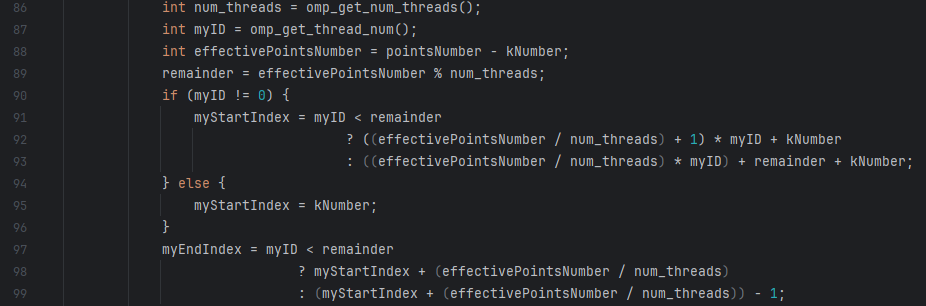 86 int num_threads = omp_get_num_threads();
87 int myID = omp_get_thread_num();
88 int effectivePointsNumber = pointsNumber - kNumber;
89 remainder = effectivePointsNumber % num_threads;
90 if (myID != 0) {
91 myStartIndex = myID < remainder
92 ? ((effectivePointsNumber / num_threads) + 1) * myID + kNumber
93 : ((effectivePointsNumber / num_threads) * myID) + remainder + kNumber;
94 } else {
95 myStartIndex = kNumber;
96 }
97 myEndIndex = myID < remainder
98 ? myStartIndex + (effectivePointsNumber / num_threads)
99 : (myStartIndex + (effectivePointsNumber / num_threads)) - 1;